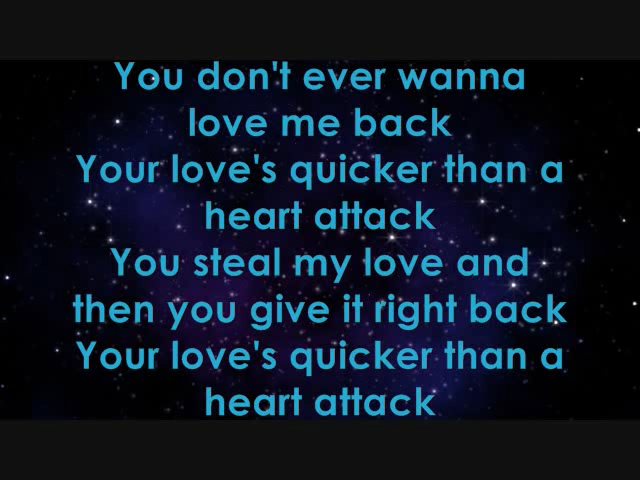 You don't ever wanna
love me back
Your love's quicker than a
heart attack
You steal my love and
then you give it right back
Your love's quicker than a
heart attack